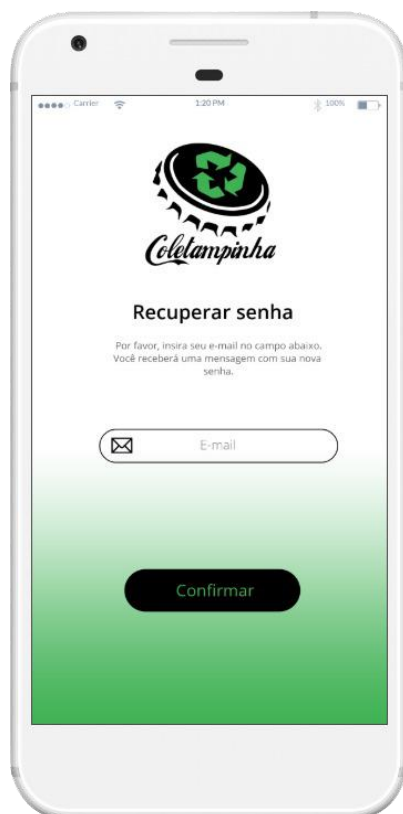 Carrier 1:20 PM 100%
Coletampinha
Recuperar senha
Por favor, insira seu e-mail no campo abaixo.
Você receberá uma mensagem com sua nova
senha.
E-mail
Confirmar